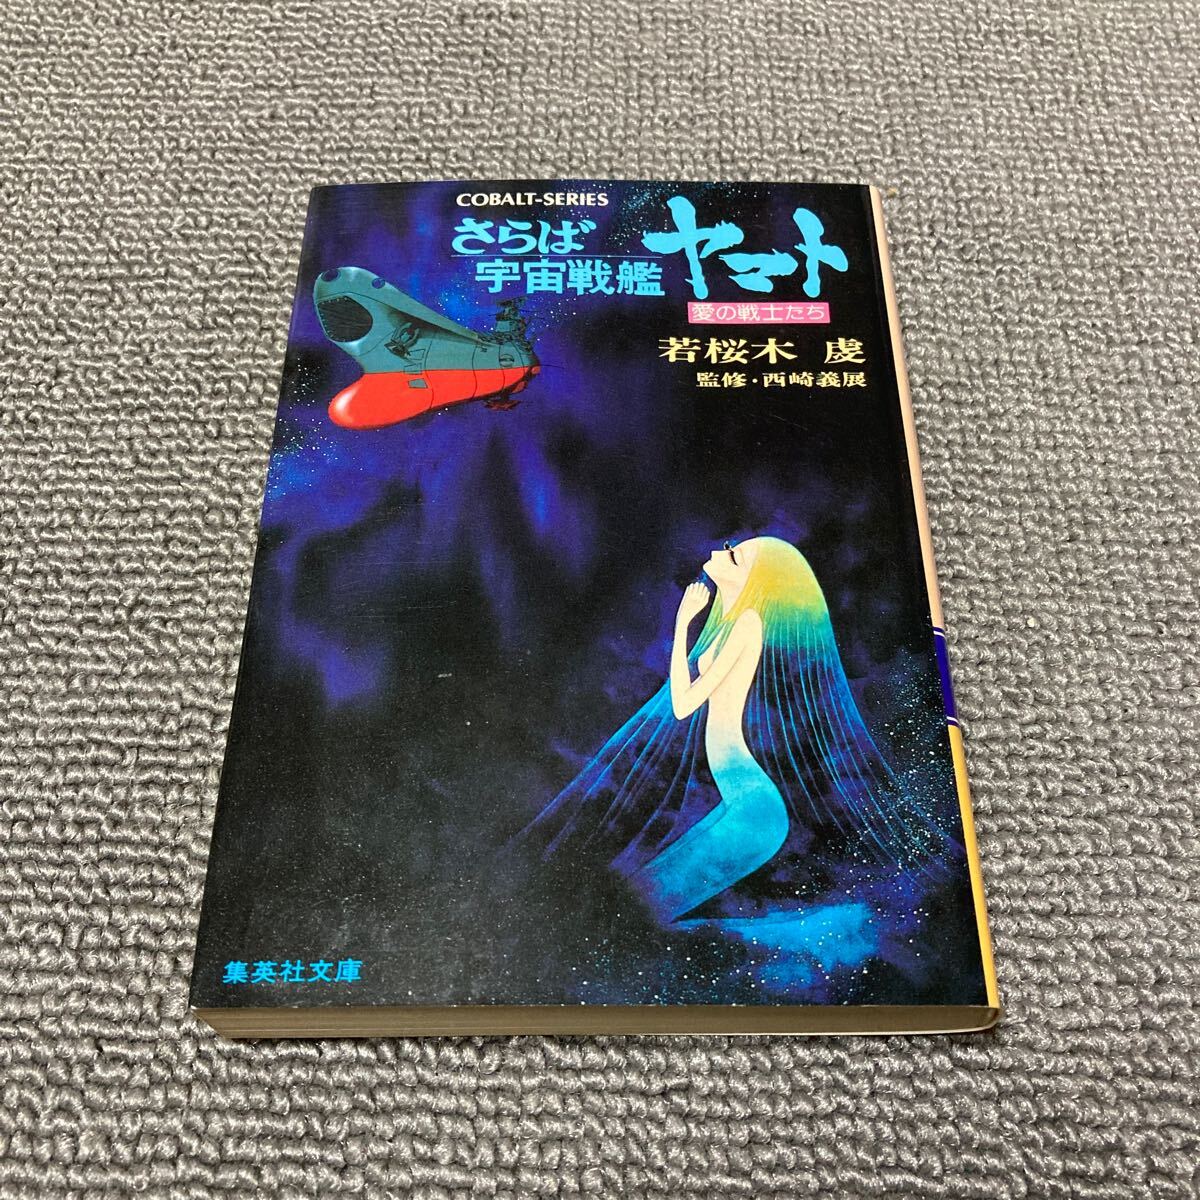 COBALT-SERIES
さらば
宇宙戦艦
ヤマト
愛の戦士たち
若桜木 虔
監修・西崎義展
集英社文庫